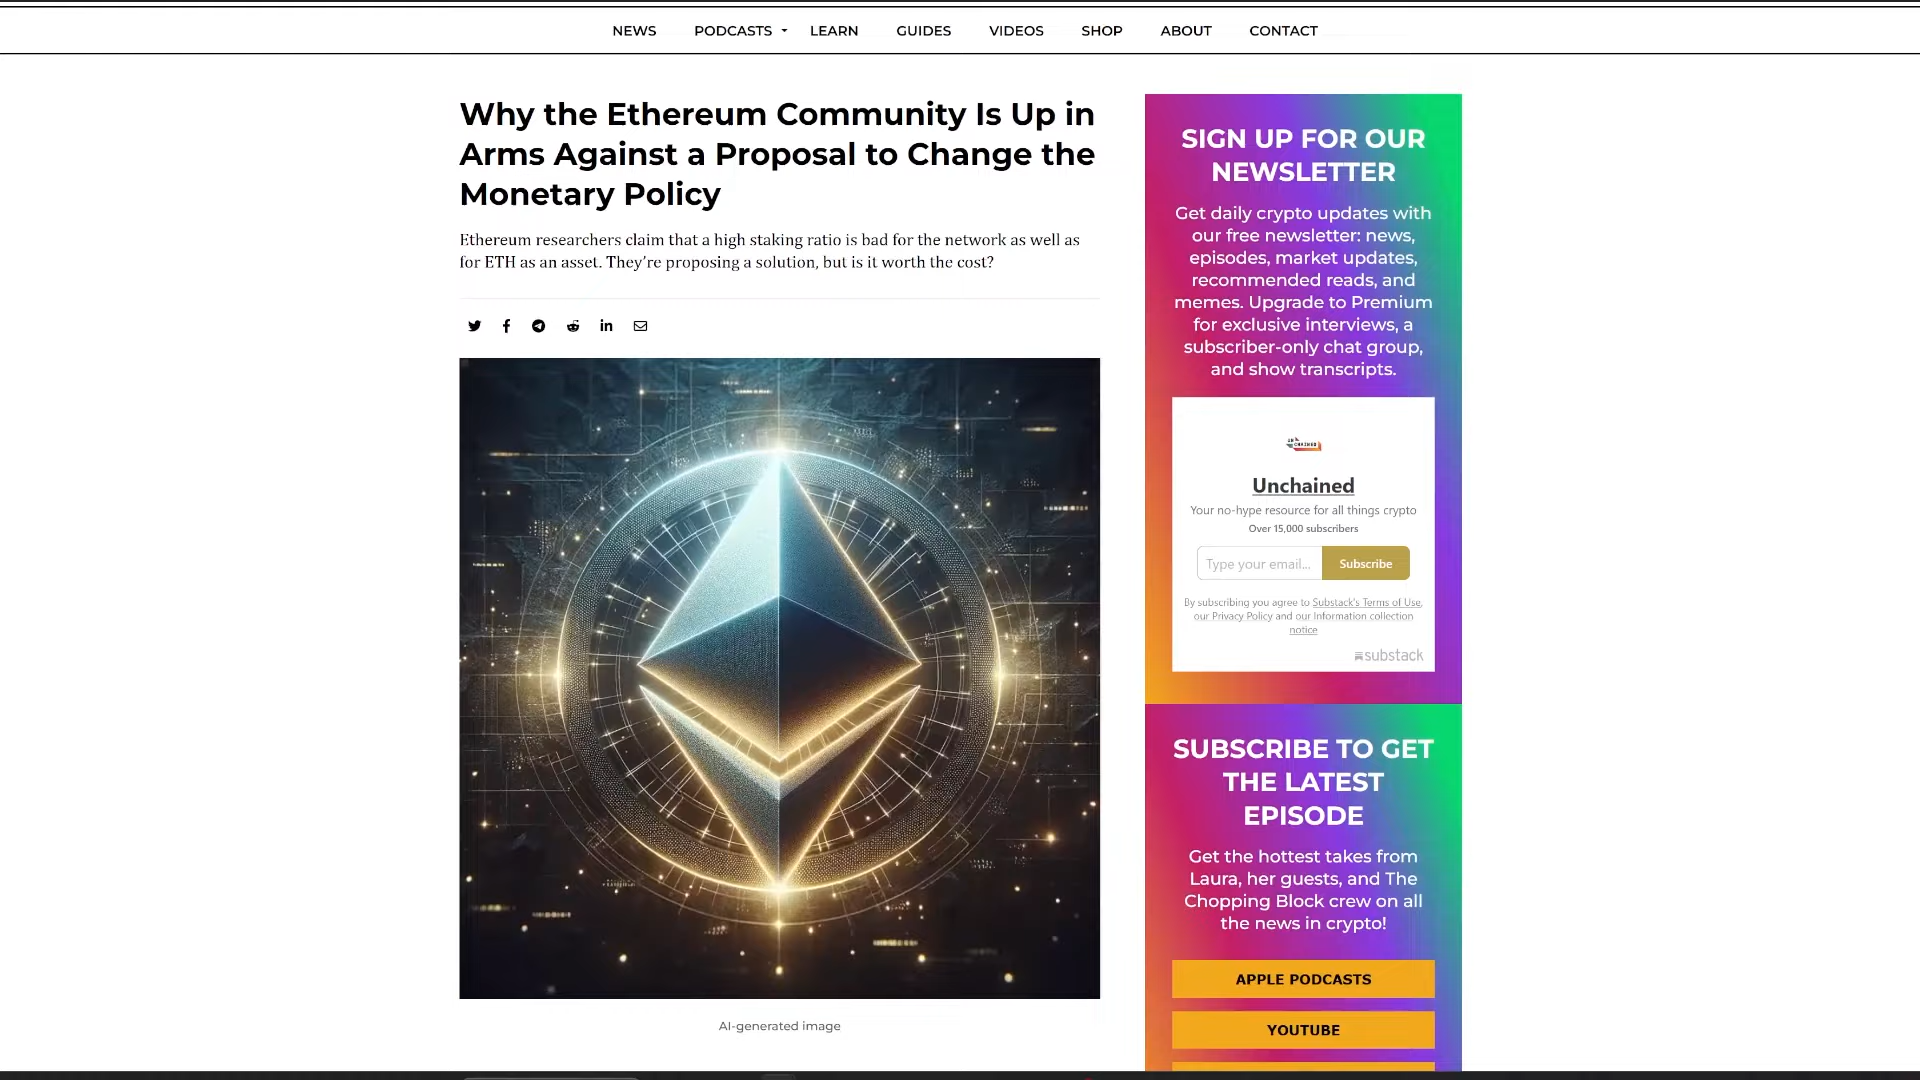 NEWS PODCASTS LEARN GUIDES VIDEOS SHOP ABOUT CONTACT
Why the Ethereum Community Is Up in
Arms Against a Proposal to Change the
Monetary Policy
Ethereum researchers claim that a high staking ratio is bad for the network as well as
for ETH as an asset. They're proposing a solution, but is it worth the cost?
AI-generated image
SIGN UP FOR OUR
NEWSLETTER
Get daily crypto updates with
our free newsletter: news,
episodes, market updates,
recommended reads, and
memes. Upgrade to Premium
for exclusive interviews, a
subscriber-only chat group,
and show transcripts.
UNCHAINED
Unchained
Your no-hype resource for all things crypto
Over 15,000 subscribers
Type your email... Subscribe
By subscribing you agree to Substack's Terms of Use,
our Privacy Policy and our Information collection
notice
substack
SUBSCRIBE TO GET
THE LATEST
EPISODE
Get the hottest takes from
Laura, her guests, and The
Chopping Block crew on all
the news in crypto!
APPLE PODCASTS
YOUTUBE